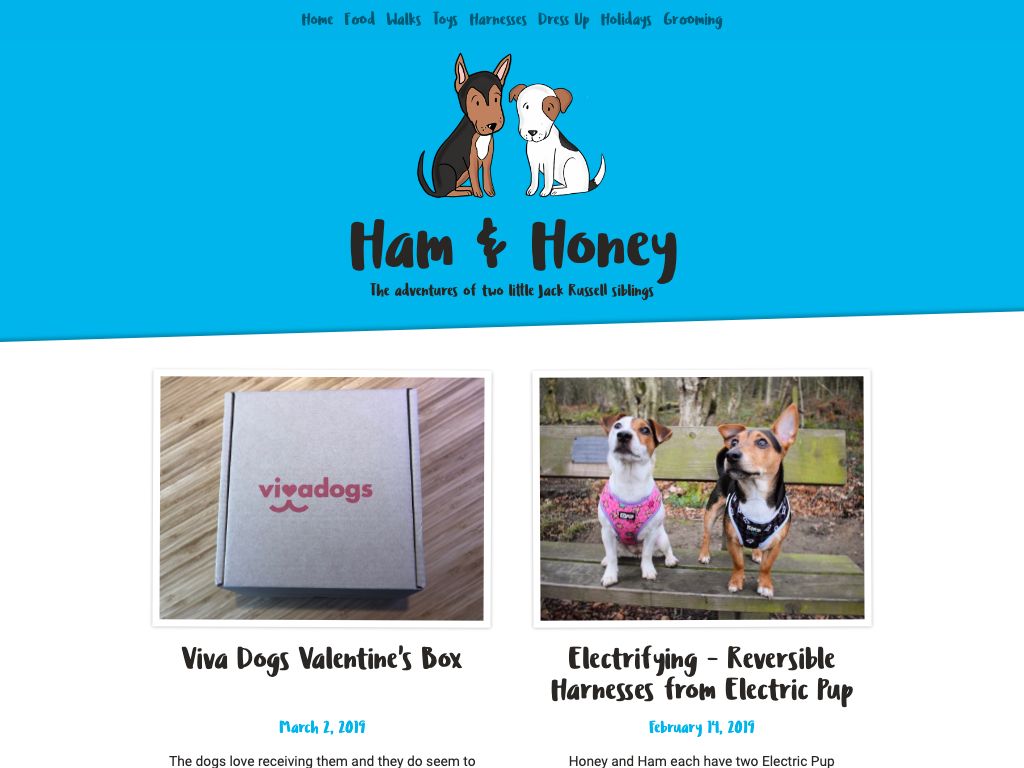 Home Food Walks Toys Harnesses Dress Up Holidays Grooming
Ham & Honey
The adventures of two little Jack Russell siblings
vivadogs
Viva Dogs Valentine's Box
Electrifying – Reversible
Harnesses from Electric Pup
March 2, 2019
February 14, 2019
The dogs love receiving them and they do seem to
Honey and Ham each have two Electric Pup